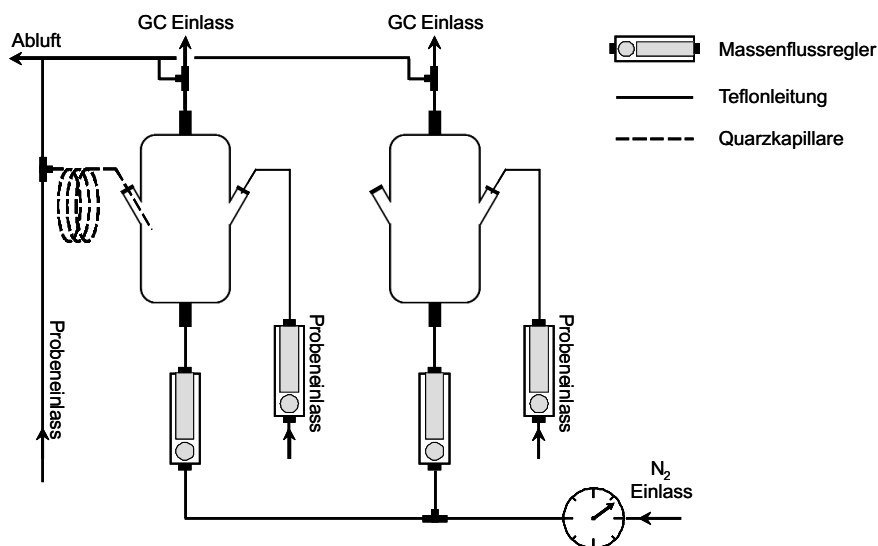 GC Einlass
GC Einlass
Abluft
Massenflussregler
Teflonleitung
Quarzkapillare
Probeneinlass
Probeneinlass
Probeneinlass
N2
Einlass